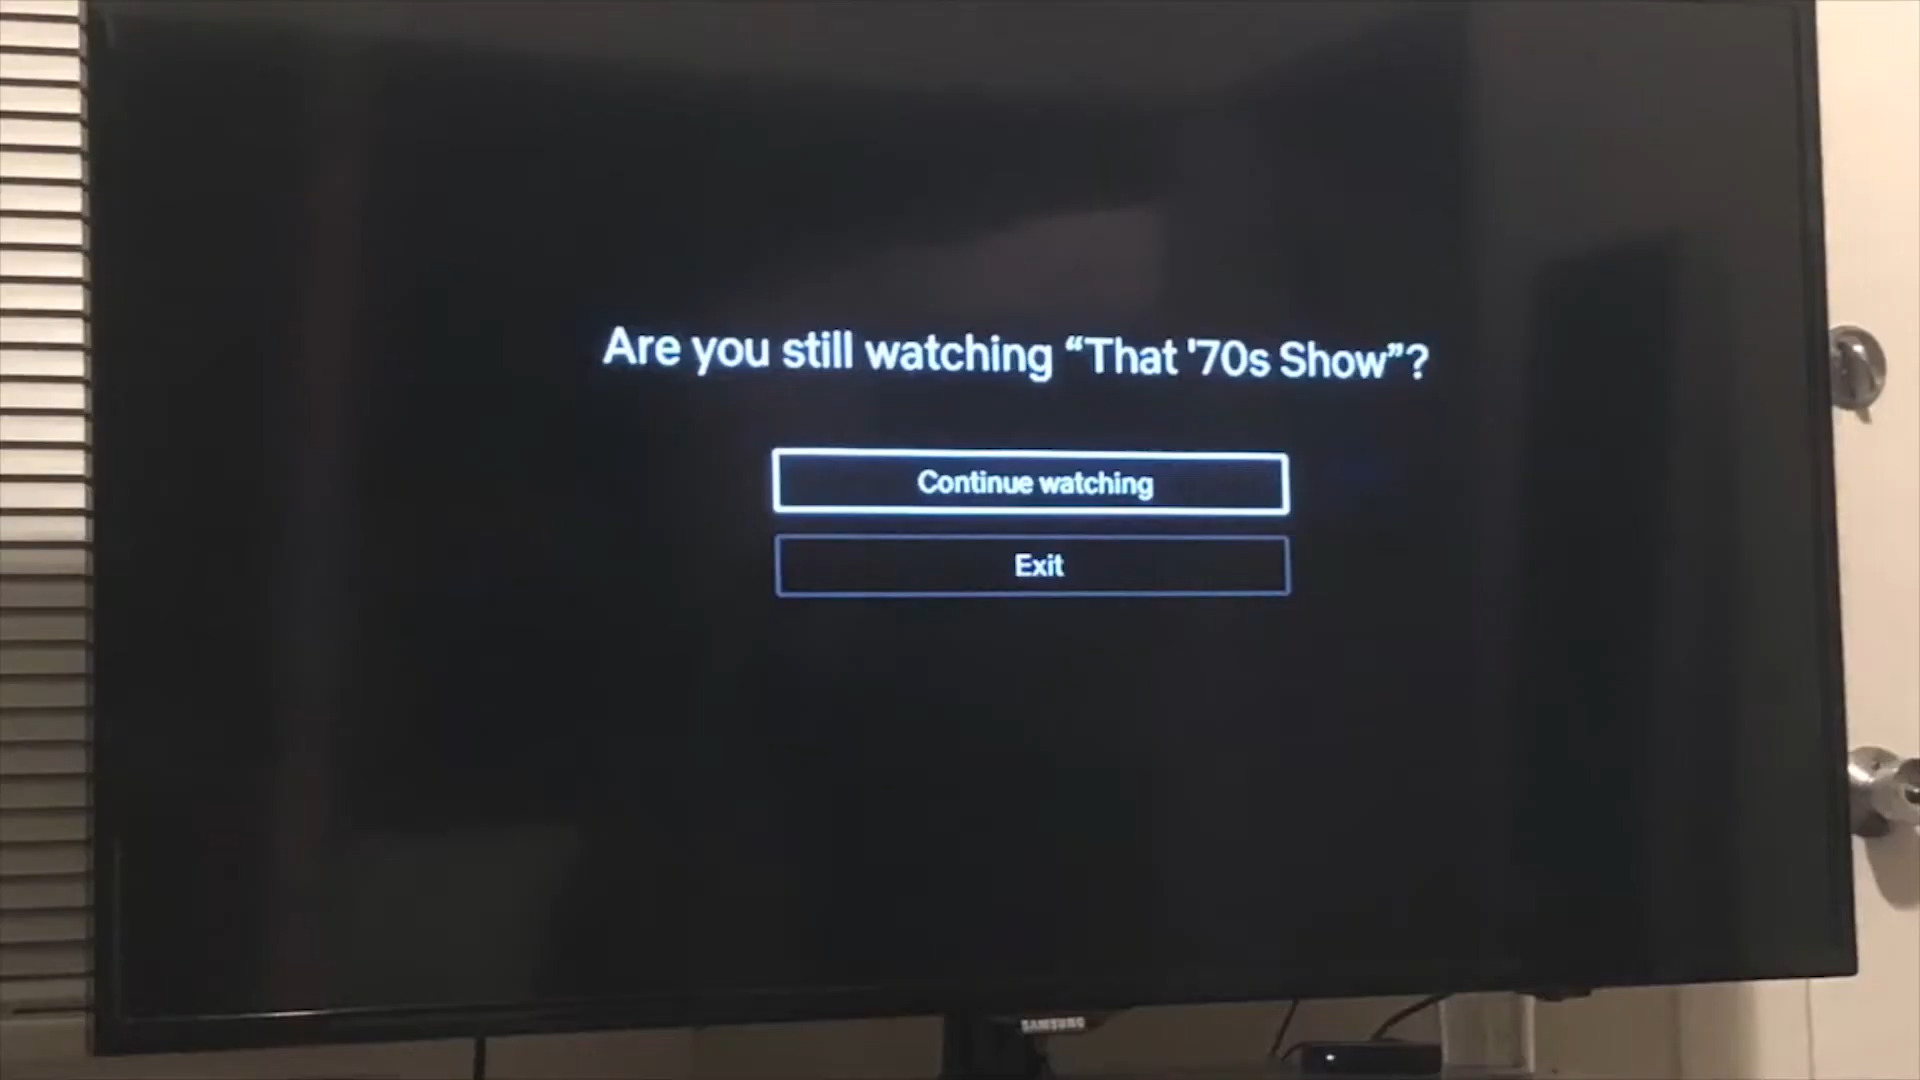 Are you still watching “That '70s Show”?
Continue watching
Exit
SAMSUNG